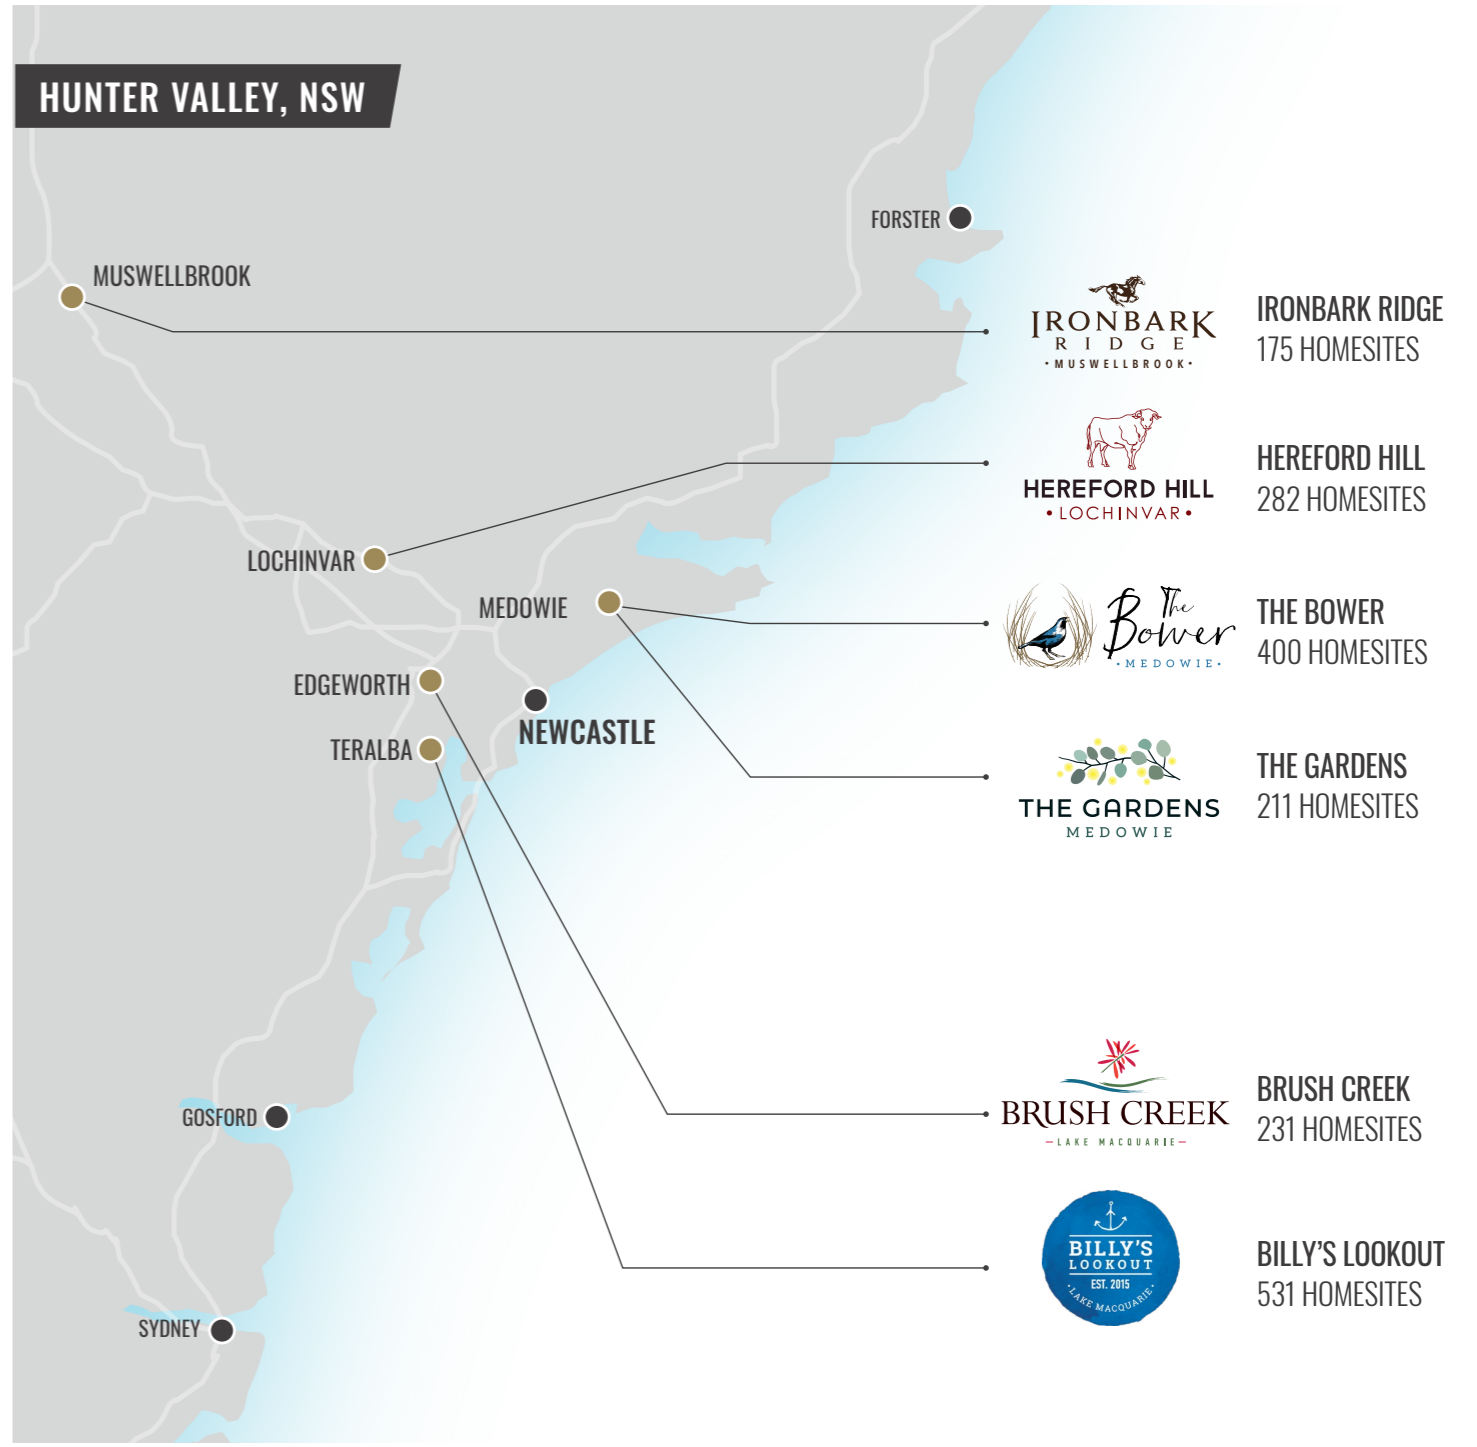 HUNTER VALLEY, NSW
FORSTER
MUSWELLBROOK
LOCHINVAR
MEDOWIE
EDGEWORTH
TERALBA
NEWCASTLE
GOSFORD
SYDNEY
IRONBARK
RIDGE
•MUSWELLBROOK•
IRONBARK RIDGE
175 HOMESITES
HEREFORD HILL
•LOCHINVAR•
HEREFORD HILL
282 HOMESITES
The
Bower
•MEDOWIE•
THE BOWER
400 HOMESITES
THE GARDENS
MEDOWIE
THE GARDENS
211 HOMESITES
BRUSH CREEK
–LAKE MACQUARIE–
BRUSH CREEK
231 HOMESITES
BILLY'S
LOOKOUT
EST. 2015
•LAKE MACQUARIE•
BILLY'S LOOKOUT
531 HOMESITES